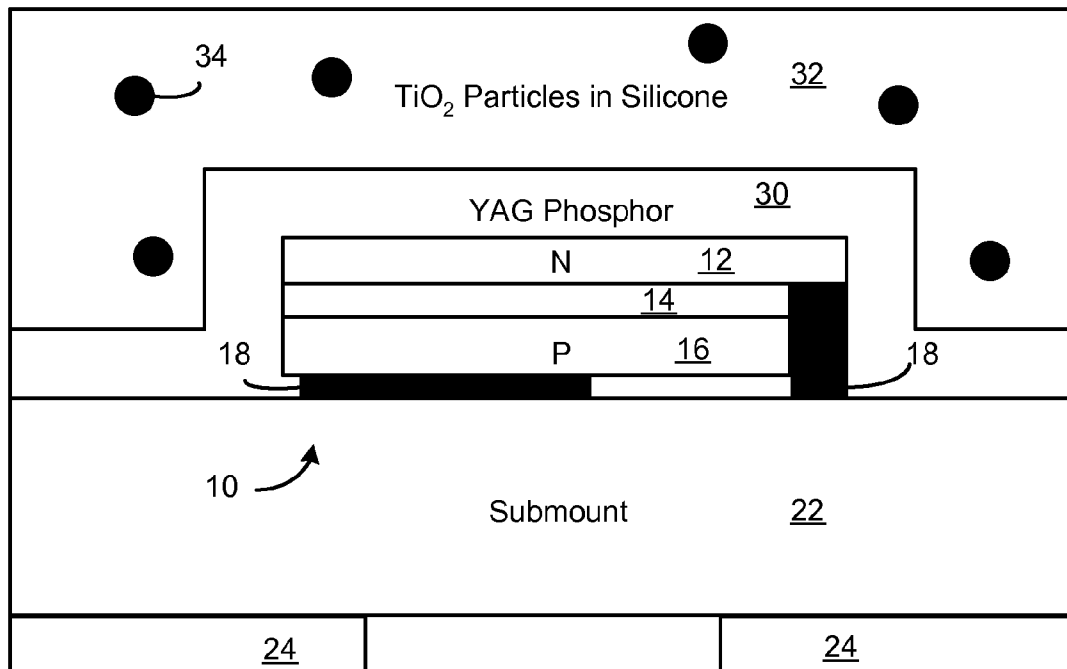 34
32
TiO₂ Particles in Silicone
30
YAG Phosphor
N 12
14
18 P 16 18
10
Submount 22
24 24